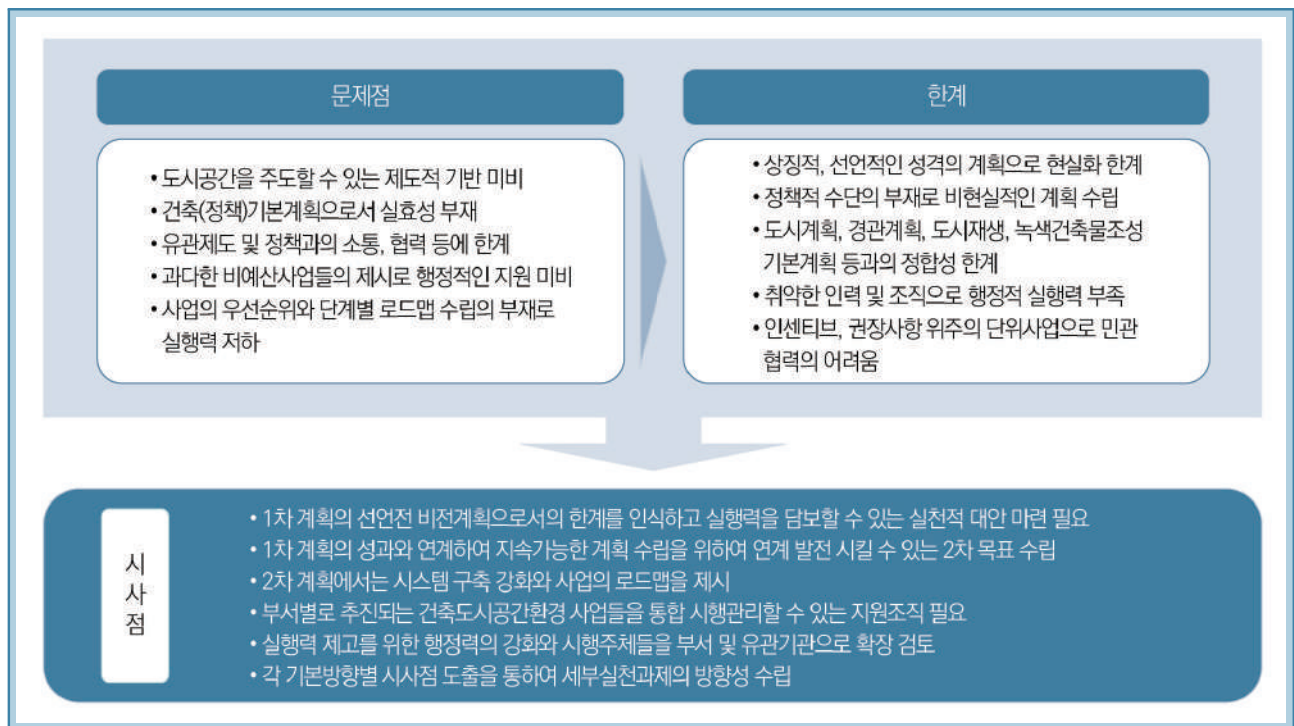 문제점
• 도시공간을 주도할 수 있는 제도적 기반 미비
• 건축(정책)기본계획으로서 실효성 부재
• 유관제도 및 정책과의 소통, 협력 등에 한계
• 과다한 비예산사업들의 제시로 행정적인 지원 미비
• 사업의 우선순위와 단계별 로드맵 수립의 부재로
실행력 저하
한계
• 상징적, 선언적인 성격의 계획으로 현실화 한계
• 정책적 수단의 부재로 비현실적인 계획 수립
• 도시계획, 경관계획, 도시재생, 녹색건축물조성
기본계획 등과의 정합성 한계
• 취약한 인력 및 조직으로 행정적 실행력 부족
• 인센티브, 권장사항 위주의 단위사업으로 민관
협력의 어려움
시
사
점
• 1차 계획의 선언전 비전계획으로서의 한계를 인식하고 실행력을 담보할 수 있는 실천적 대안 마련 필요
• 1차 계획의 성과와 연계하여 지속가능한 계획 수립을 위하여 연계 발전 시킬 수 있는 2차 목표 수립
• 2차 계획에서는 시스템 구축 강화와 사업의 로드맵을 제시
• 부서별로 추진되는 건축도시공간환경 사업들을 통합 시행관리할 수 있는 지원조직 필요
• 실행력 제고를 위한 행정력의 강화와 시행주체들을 부서 및 유관기관으로 확장 검토
• 각 기본방향별 시사점 도출을 통하여 세부실천과제의 방향성 수립